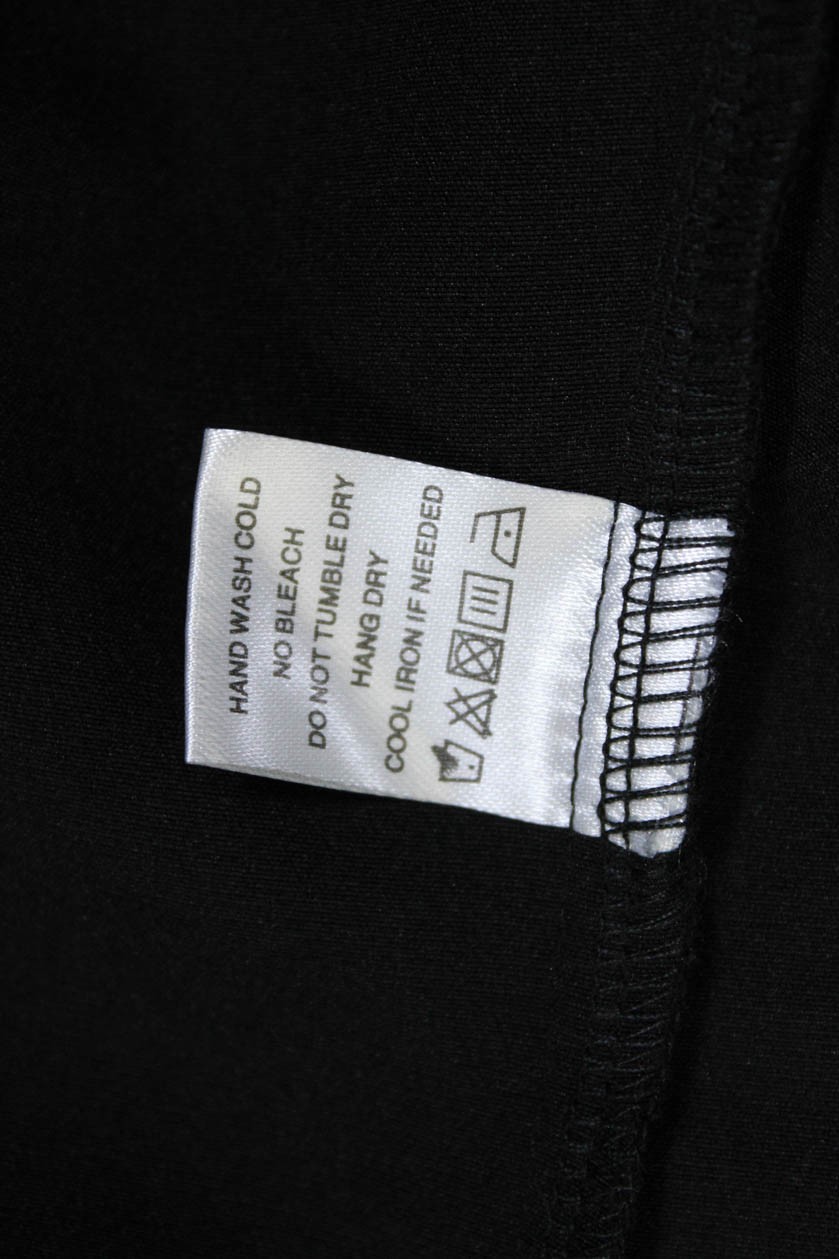 HAND WASH COLD
NO BLEACH
DO NOT TUMBLE DRY
HANG DRY
COOL IRON IF NEEDED